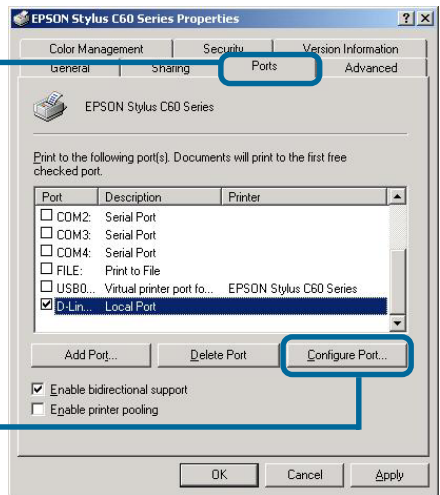 EPSON Stylus C60 Series Properties
Color Management Security Version Information
General Sharing Ports Advanced
EPSON Stylus C60 Series
Print to the following port(s). Documents will print to the first free
checked port.
Port Description Printer
COM2: Serial Port
COM3: Serial Port
COM4: Serial Port
FILE: Print to File
USB0... Virtual printer port fo... EPSON Stylus C60 Series
D-Lin... Local Port
Add Port... Delete Port Configure Port...
Enable bidirectional support
Enable printer pooling
OK Cancel Apply